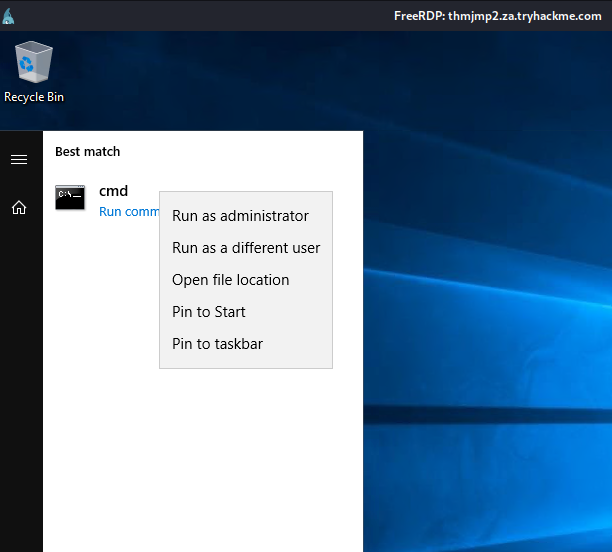 FreeRDP: thmjmp2.za.tryhackme.com
Recycle Bin
Best match
cmd
Run comm
Run as administrator
Run as a different user
Open file location
Pin to Start
Pin to taskbar